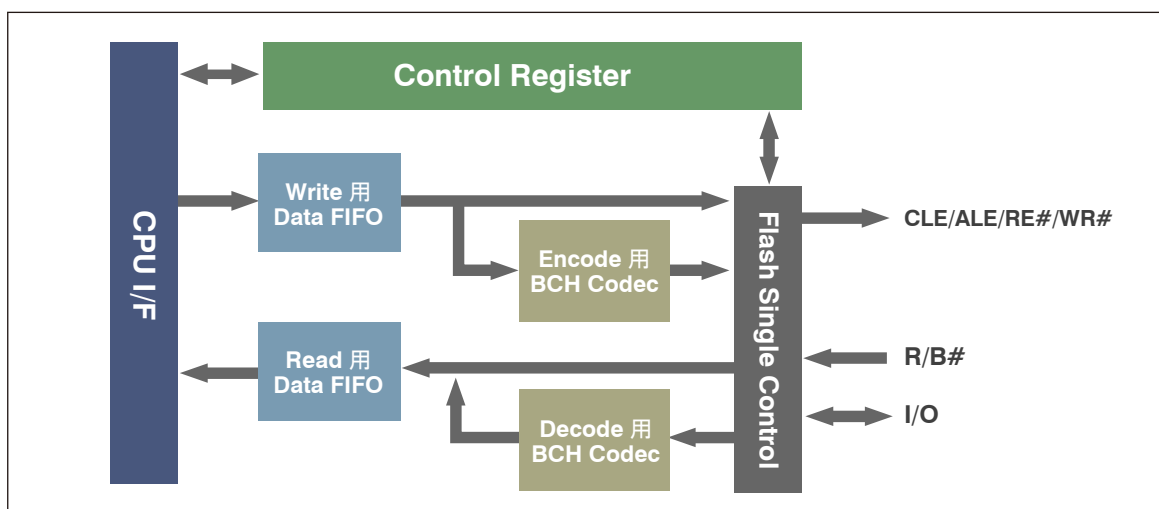 Control Register
CPU I/F
Write 用
Data FIFO
Encode 用
BCH Codec
Read 用
Data FIFO
Decode 用
BCH Codec
Flash Single Control
CLE/ALE/RE#/WR#
R/B#
I/O